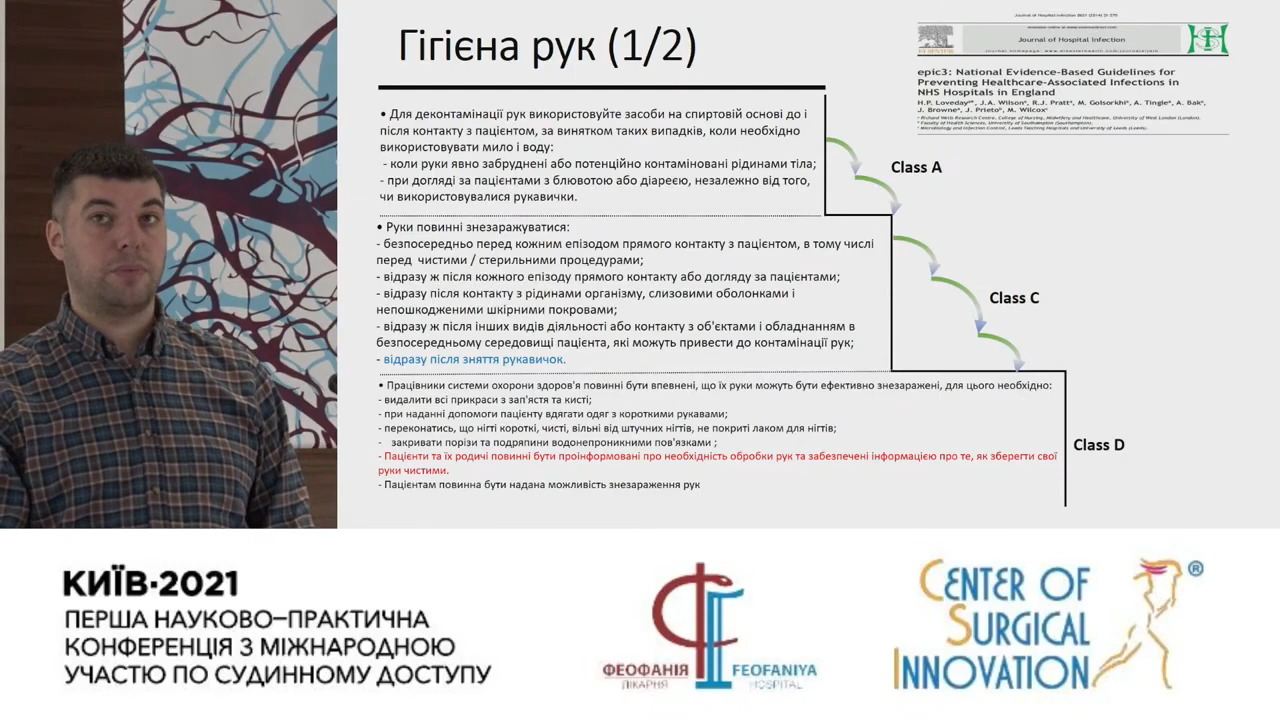 Гігієна рук (1/2)
• Для деконтамінації рук використовуйте засоби на спиртовій основі до і
після контакту з пацієнтом, за винятком таких випадків, коли необхідно
використовувати мило і воду:
- коли руки явно забруднені або потенційно контаміновані рідинами тіла;
- при догляді за пацієнтами з блювотою або діареєю, незалежно від того,
чи використовувалися рукавички.
Class A
• Руки повинні знезаражуватися:
- безпосередньо перед кожним епізодом прямого контакту з пацієнтом, в тому числі
перед чистими / стерильними процедурами;
- відразу ж після кожного епізоду прямого контакту або догляду за пацієнтами;
- відразу після контакту з рідинами організму, слизовими оболонками і
непошкодженими шкірними покровами;
- відразу ж після інших видів діяльності або контакту з об'єктами і обладнанням в
безпосередньому середовищі пацієнта, які можуть привести до контамінації рук;
- відразу після зняття рукавичок.
Class C
• Працівники системи охорони здоров'я повинні бути впевнені, що їх руки можуть бути ефективно знезаражені, для цього необхідно:
- видалити всі прикраси з зап'ястя та кисті;
- при наданні допомоги пацієнту вдягати одяг з короткими рукавами;
- переконатись, що нігті короткі, чисті, вільні від штучних нігтів, не покриті лаком для нігтів;
- закривати порізи та подряпини водонепроникними пов'язками ;
- Пацієнти та їх родичі повинні бути проінформовані про необхідність обробки рук та забезпечені інформацією про те, як зберегти свої
руки чистими.
- Пацієнтам повинна бути надана можливість знезараження рук
Class D
Journal of Hospital Infection
ELSEVIER
epic3: National Evidence-Based Guidelines for
Preventing Healthcare-Associated Infections in
NHS Hospitals in England
H.P. Loveday, J.A. Wilson, R.J. Pratt, M. Golsorkhi, A. Tingle, A. Bak,
J. Browne, J. Prieto, M. Wilcox
КИЇВ·2021
ПЕРША НАУКОВО–ПРАКТИЧНА
КОНФЕРЕНЦІЯ З МІЖНАРОДНОЮ
УЧАСТЮ ПО СУДИННОМУ ДОСТУПУ
ФЕОФАНІЯ
ЛІКАРНЯ
FEOFANIYA
HOSPITAL
CENTER OF
SURGICAL
INNOVATION
®